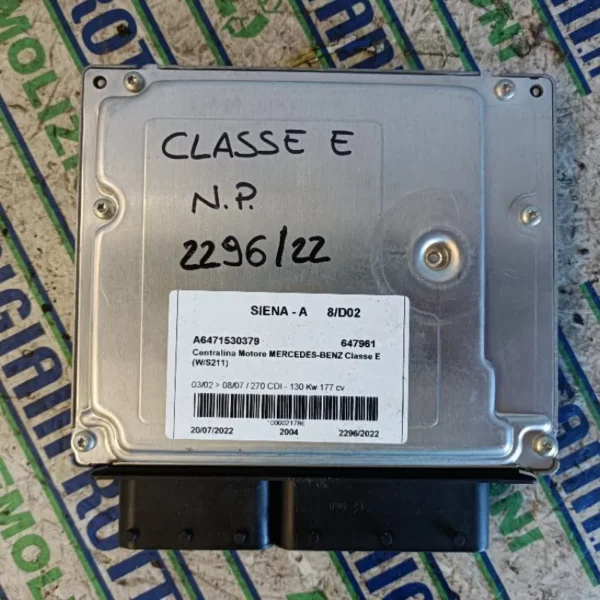 CLASSE E
N.P.
2296/22
SIENA - A 8/D02
A6471530379 647961
Centralina Motore MERCEDES-BENZ Classe E
(W/S211)
03/02 > 08/07 / 270 CDI - 130 Kw 177 cv
20/07/2022 2004 2296/2022